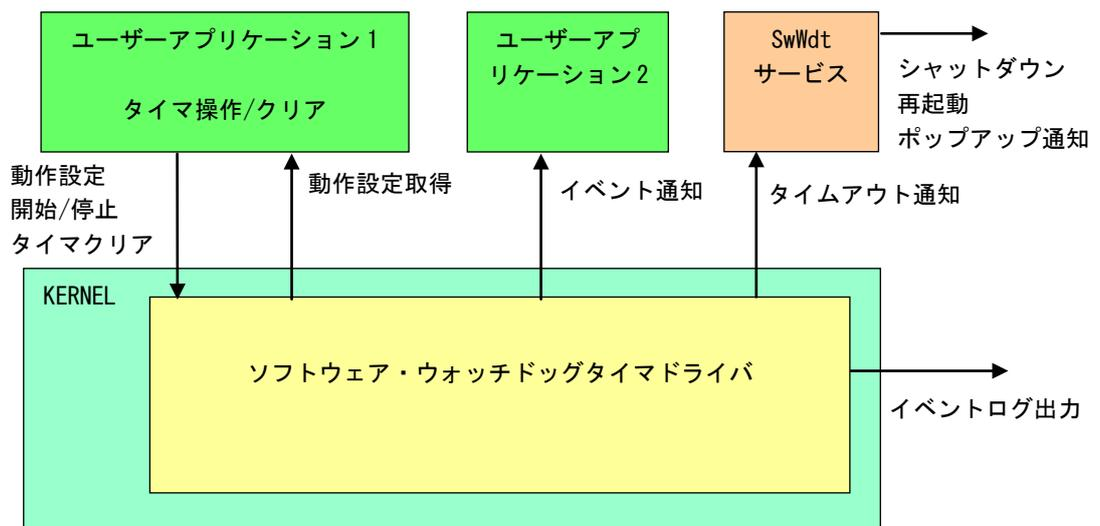 ユーザーアプリケーション1
タイマ操作/クリア
ユーザーアプ
リケーション2
SwWdt
サービス
シャットダウン
再起動
ポップアップ通知
動作設定
開始/停止
タイマクリア
動作設定取得
イベント通知
タイムアウト通知
KERNEL
ソフトウェア・ウォッチドッグタイマドライバ
イベントログ出力